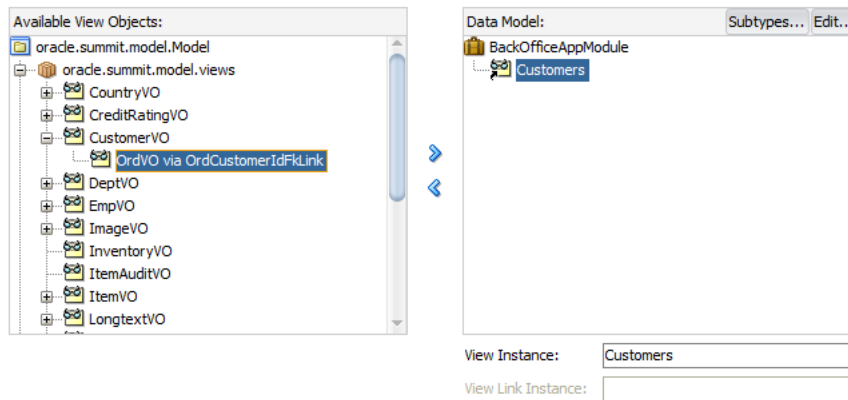 Available View Objects:
oracle.summit.model.Model
oracle.summit.model.views
CountryVO
CreditRatingVO
CustomerVO
OrdVO via OrdCustomerIdFkLink
DeptVO
EmpVO
ImageVO
InventoryVO
ItemAuditVO
ItemVO
LongtextVO
Data Model:
Subtypes... Edit..
BackOfficeAppModule
Customers
View Instance: Customers
View Link Instance: